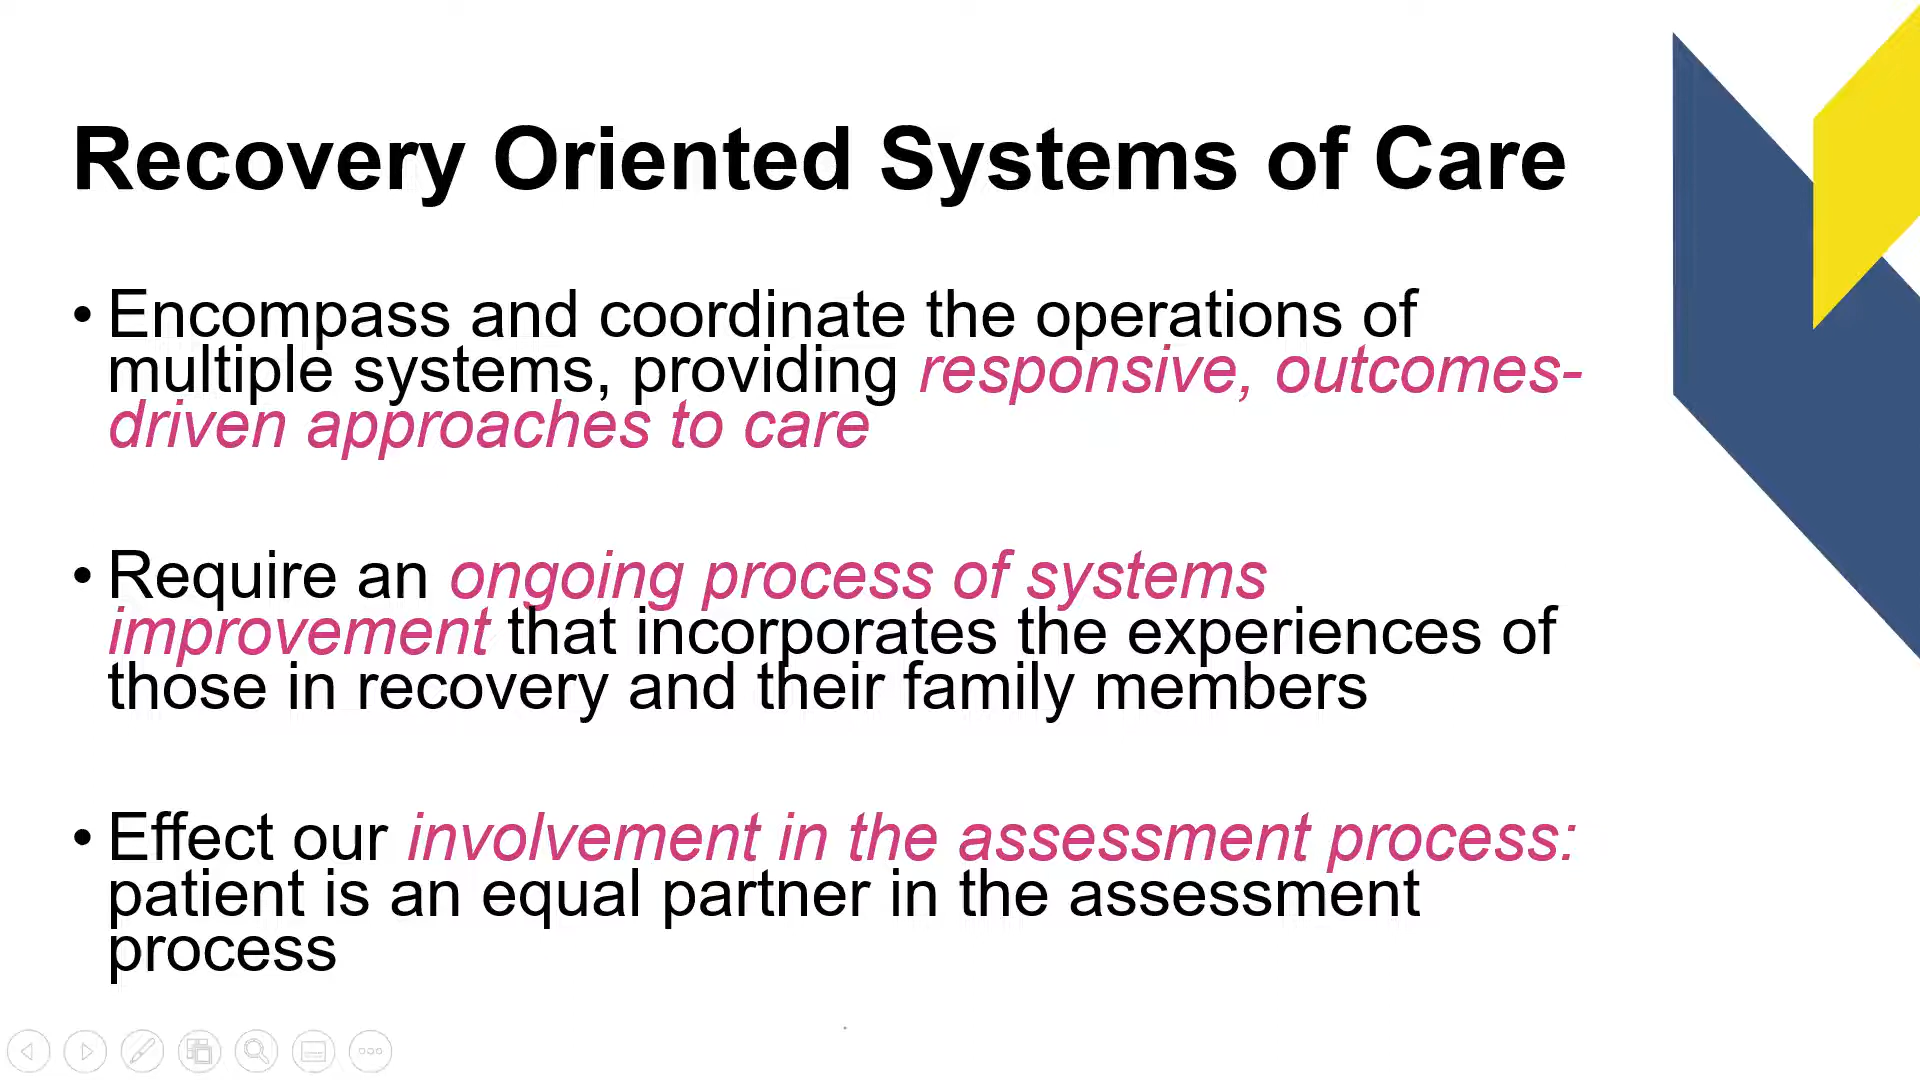 Recovery Oriented Systems of Care
• Encompass and coordinate the operations of
multiple systems, providing responsive, outcomes-
driven approaches to care
• Require an ongoing process of systems
improvement that incorporates the experiences of
those in recovery and their family members
• Effect our involvement in the assessment process:
patient is an equal partner in the assessment
process